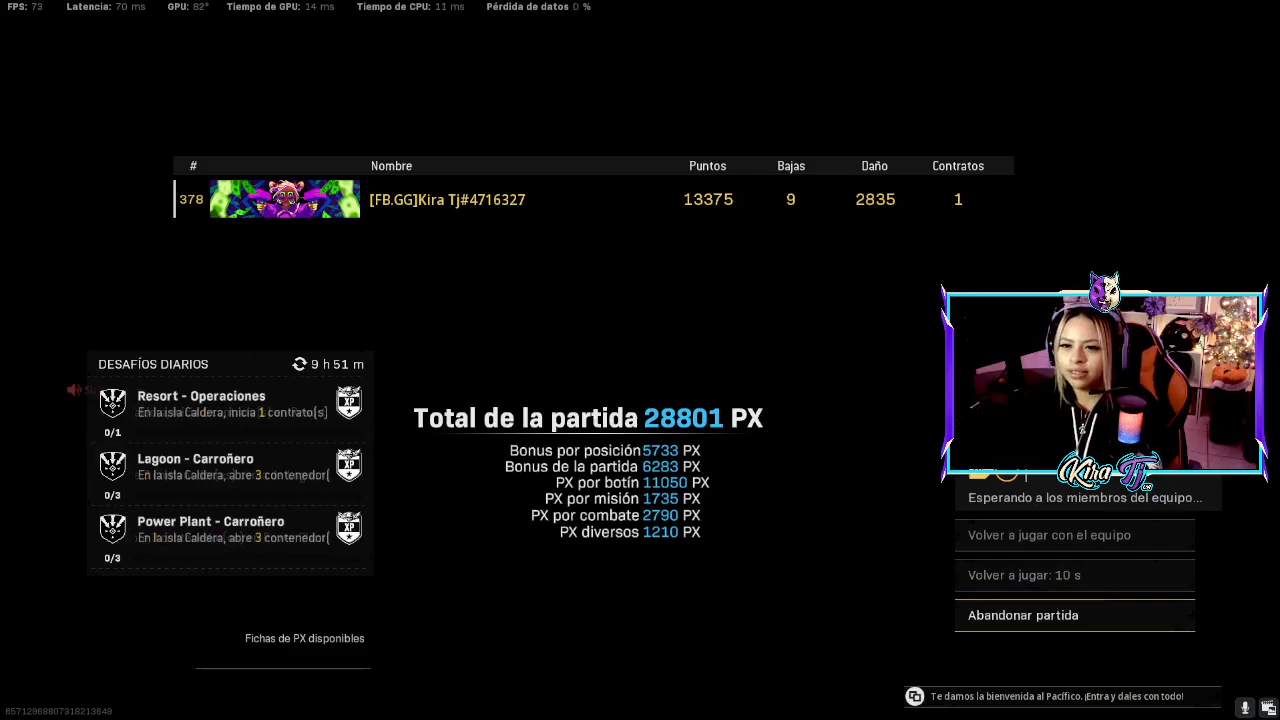 FPS: 73 Latencia: 70 ms GPU: 82° Tiempo de GPU: 14 ms Tiempo de CPU: 11 ms Pérdida de datos 0 %
# Nombre Puntos Bajas Daño Contratos
378 [FB.GG]Kira Tj#4716327 13375 9 2835 1
DESAFÍOS DIARIOS 9 h 51 m
Resort - Operaciones
En la isla Caldera, inicia 1 contrato(s)
XP
0/1
Lagoon - Carroñero
En la isla Caldera, abre 3 contenedor(
XP
0/3
Power Plant - Carroñero
En la isla Caldera, abre 3 contenedor(
XP
0/3
Fichas de PX disponibles
Total de la partida 28801 PX
Bonus por posición 5733 PX
Bonus de la partida 6283 PX
PX por botín 11050 PX
PX por misión 1735 PX
PX por combate 2790 PX
PX diversos 1210 PX
Kira Tj
Esperando a los miembros del equipo...
Volver a jugar con el equipo
Volver a jugar: 10 s
Abandonar partida
Te damos la bienvenida al Pacífico. ¡Entra y dales con todo!
65712968807318213649